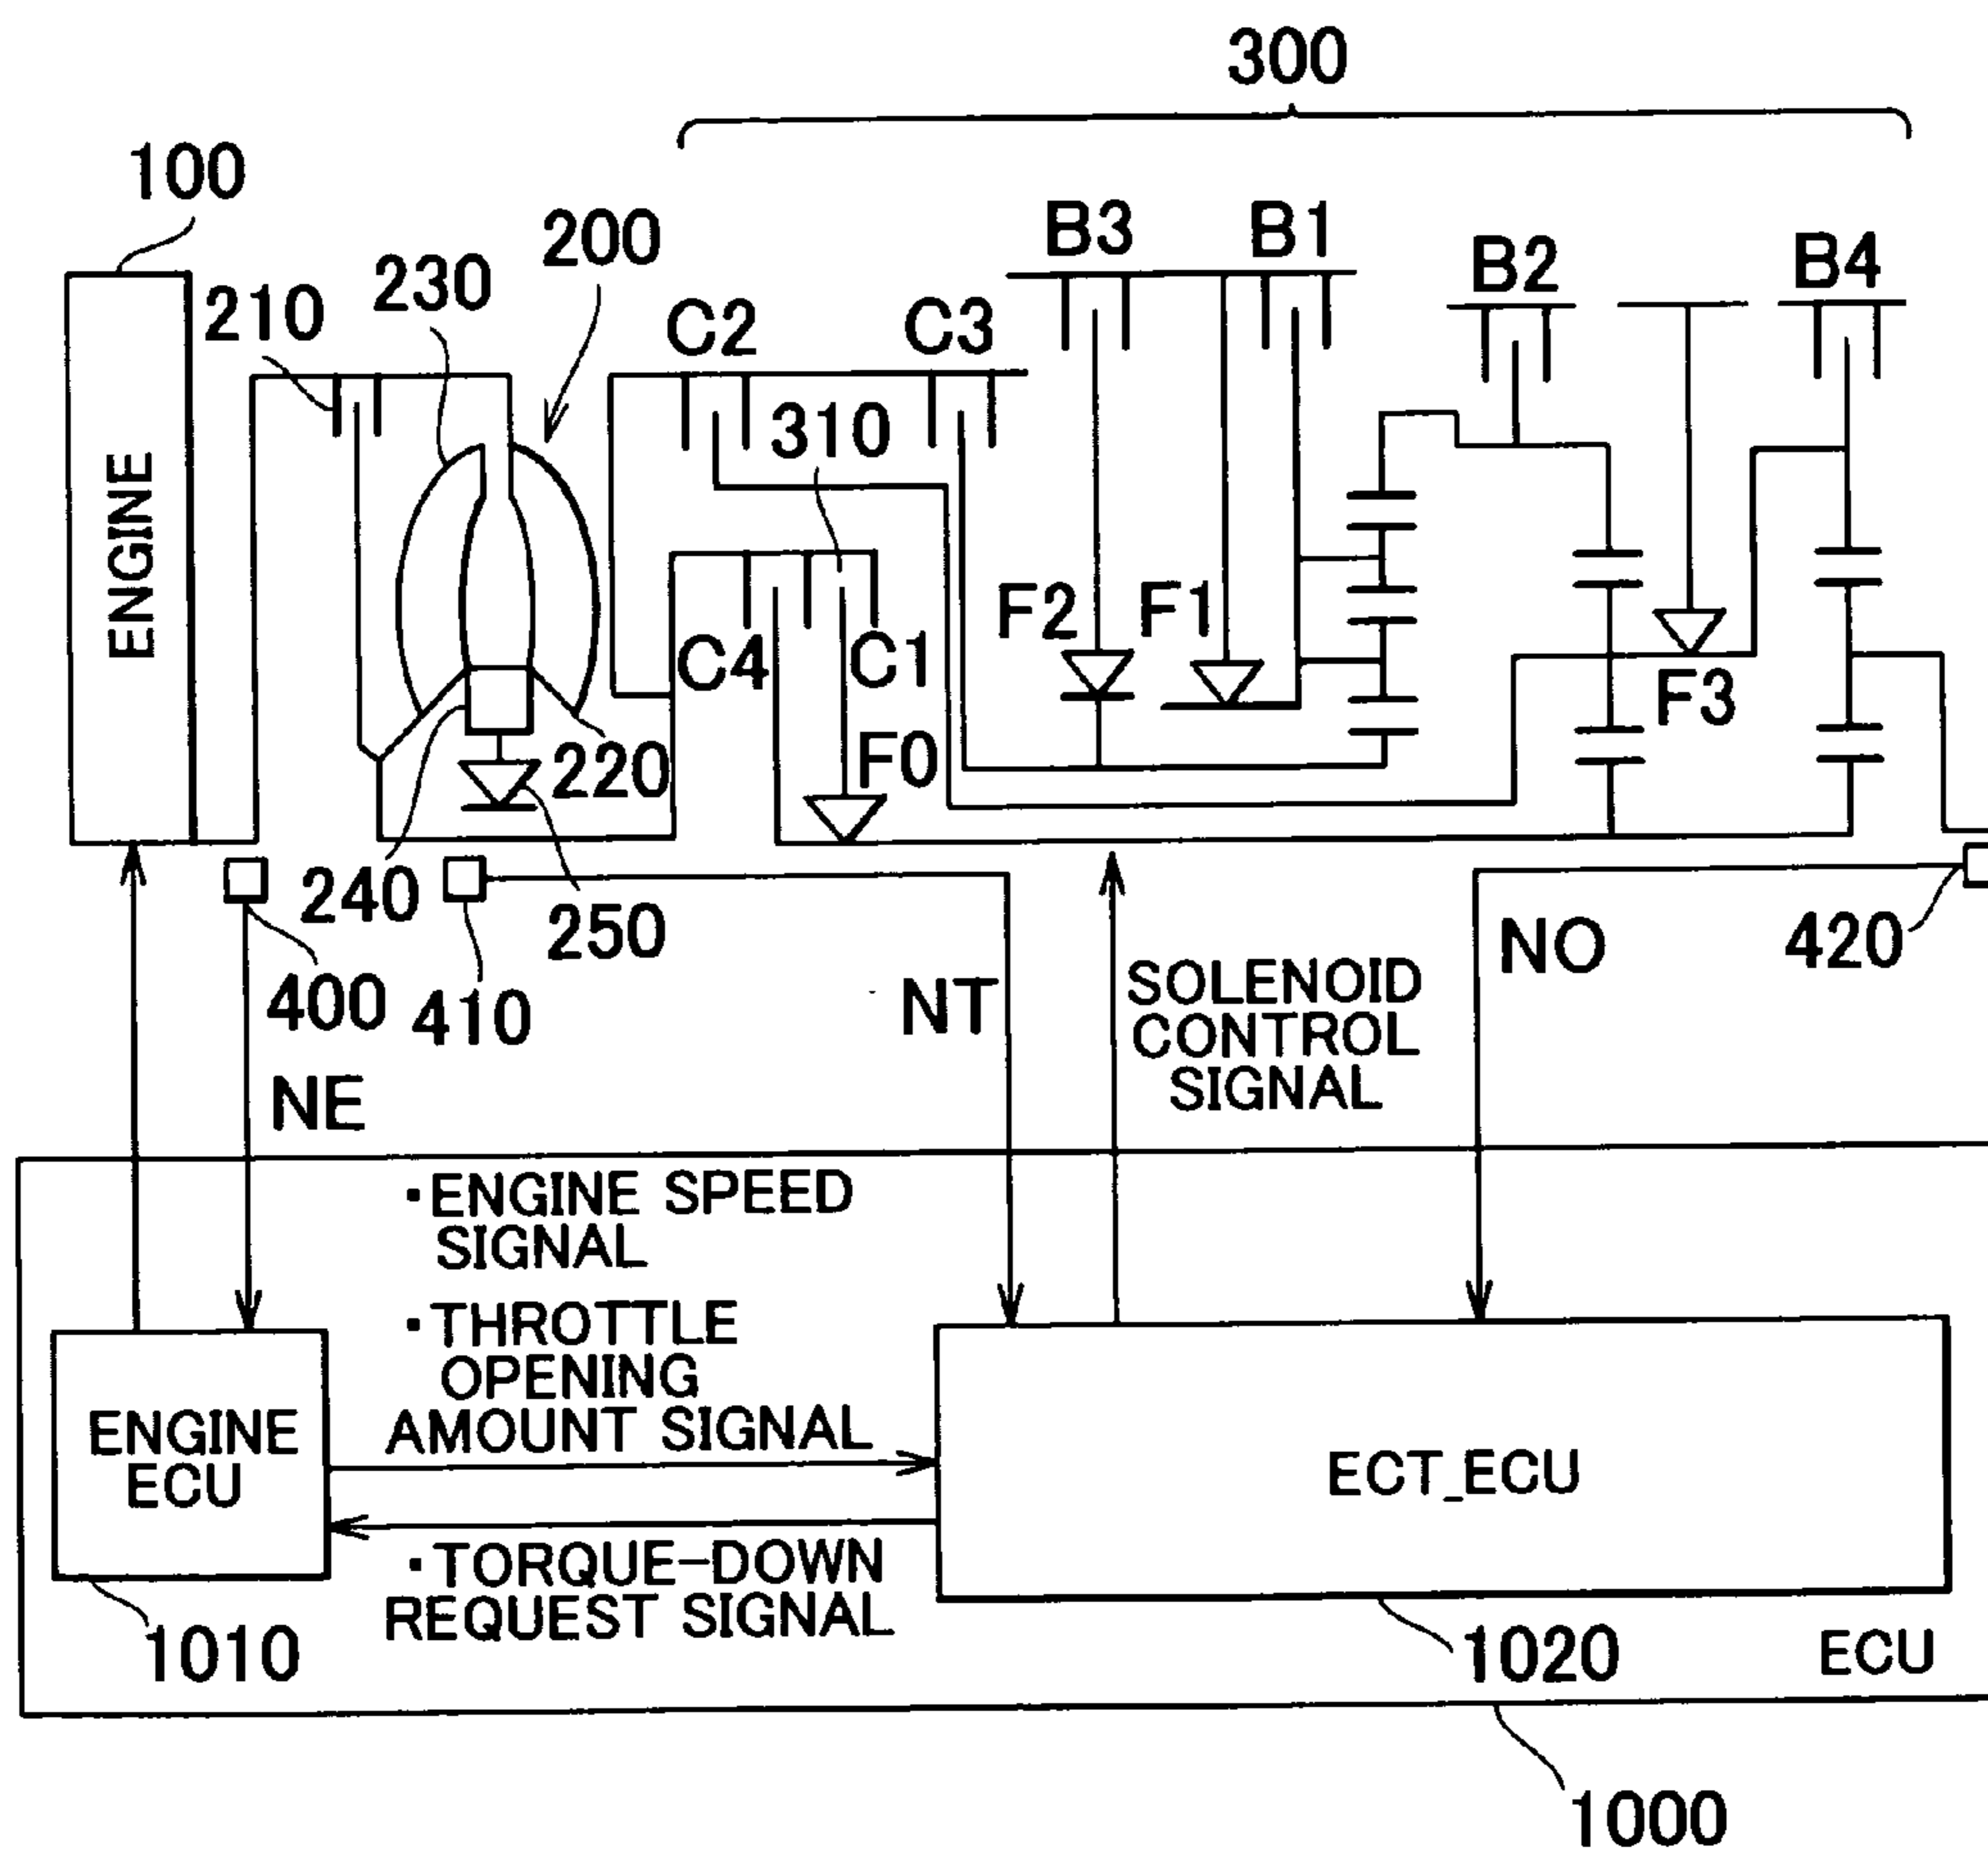 300
100
200
B3
B1
B2
B4
230
210
C2
C3
310
ENGINE
F2
F1
C4
C1
F3
F0
220
240
250
400
410
420
NO
NT
SOLENOID
CONTROL
SIGNAL
NE
・ENGINE SPEED
SIGNAL
・THROTTLE
OPENING
AMOUNT SIGNAL
ENGINE
ECU
ECT_ECU
・TORQUE-DOWN
REQUEST SIGNAL
1010
1020
ECU
1000